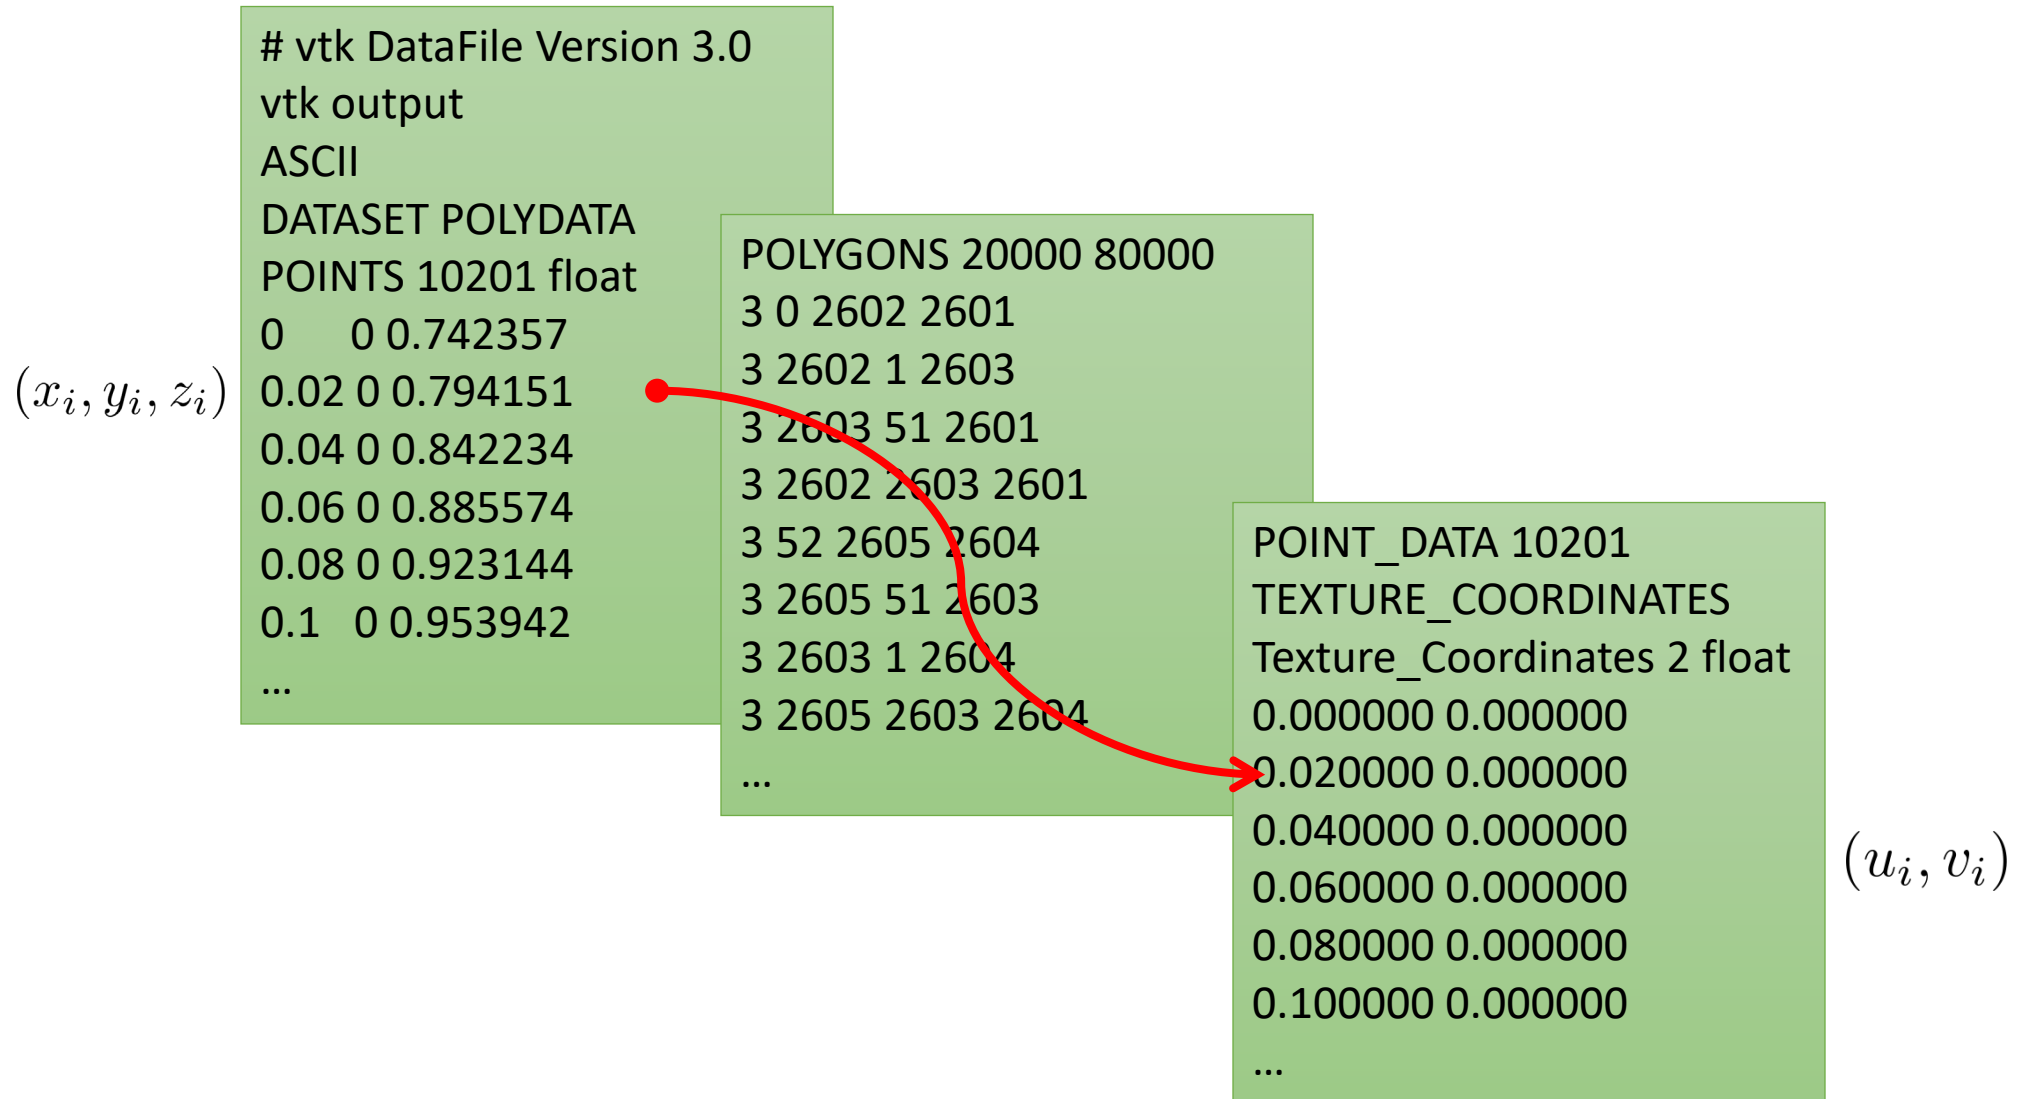 # vtk DataFile Version 3.0
vtk output
ASCII
DATASET POLYDATA
POINTS 10201 float
0 0 0.742357
0.02 0 0.794151
0.04 0 0.842234
0.06 0 0.885574
0.08 0 0.923144
0.1 0 0.953942
...
(x_i, y_i, z_i)
POLYGONS 20000 80000
3 0 2602 2601
3 2602 1 2603
3 2603 51 2601
3 2602 2603 2601
3 52 2605 2604
3 2605 51 2603
3 2603 1 2604
3 2605 2603 2604
...
POINT_DATA 10201
TEXTURE_COORDINATES
Texture_Coordinates 2 float
0.000000 0.000000
0.020000 0.000000
0.040000 0.000000
0.060000 0.000000
0.080000 0.000000
0.100000 0.000000
...
(u_i, v_i)